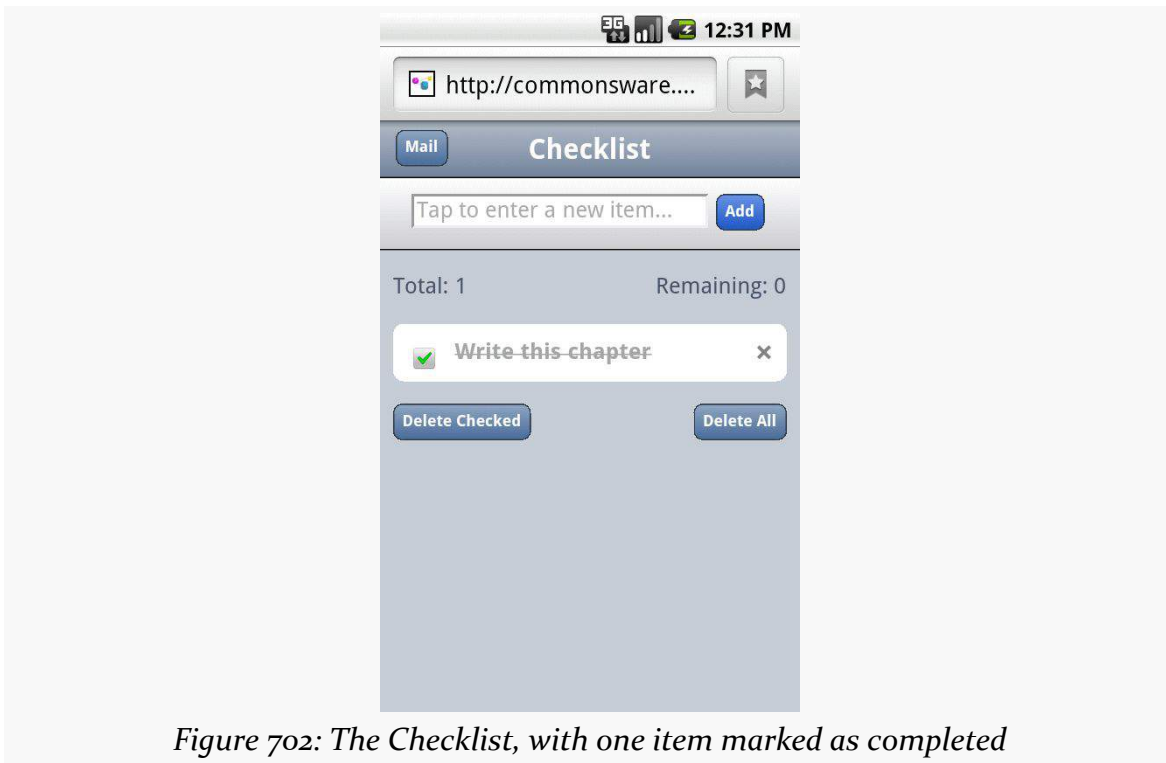 3G 12:31 PM
http://commonsware....
Mail Checklist
Tap to enter a new item... Add
Total: 1 Remaining: 0
Write this chapter
Delete Checked Delete All
Figure 702: The Checklist, with one item marked as completed